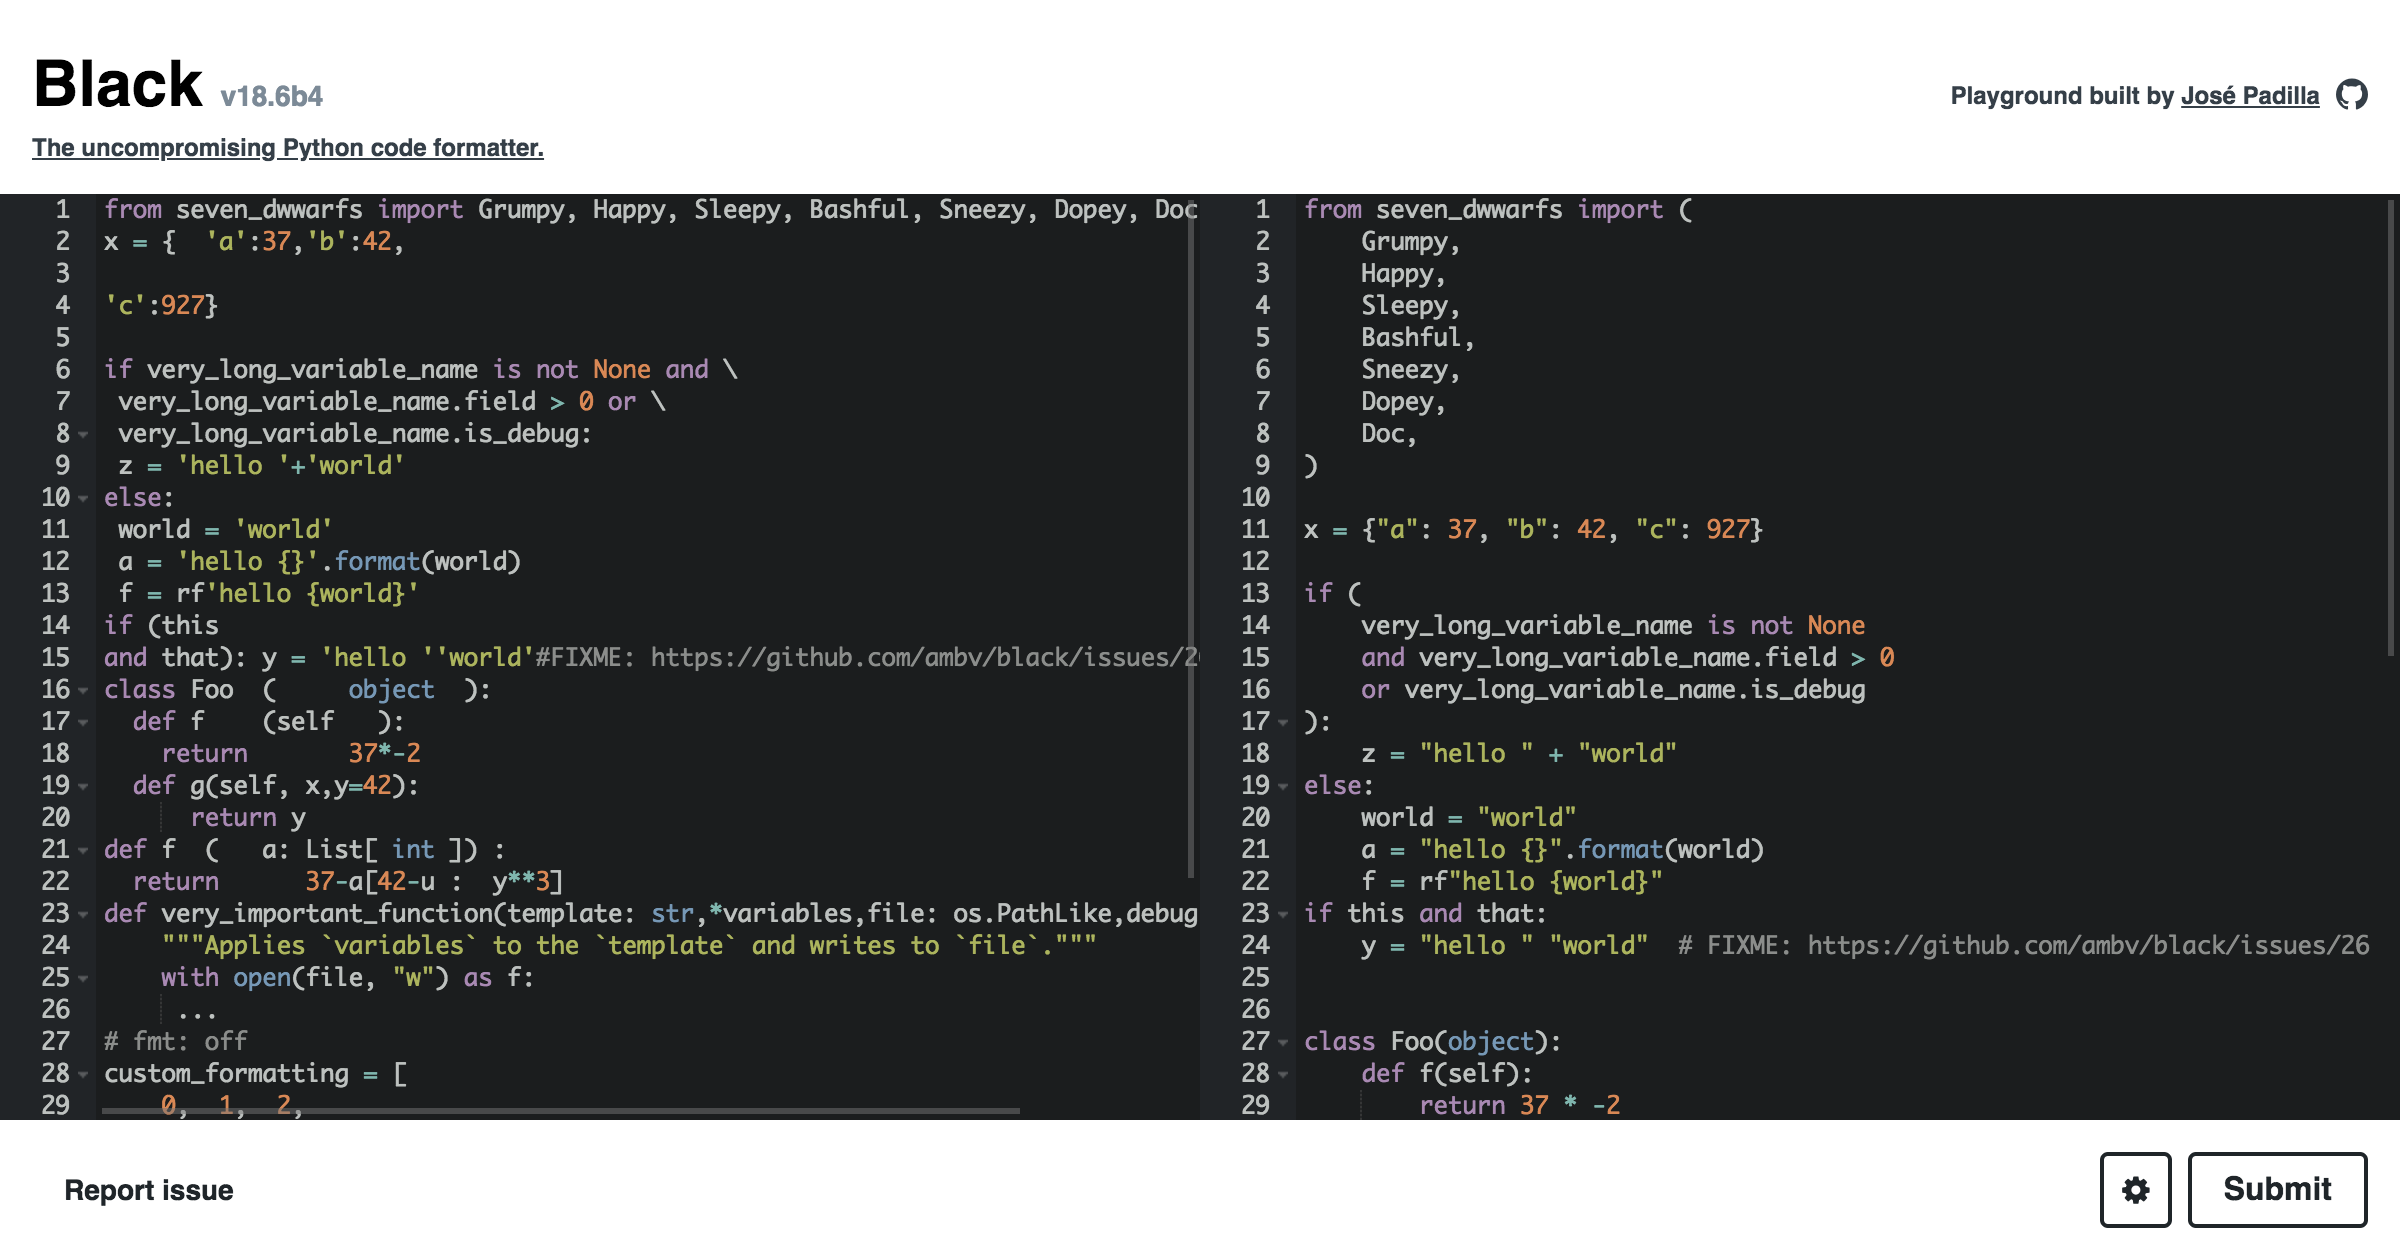 Black v18.6b4
The uncompromising Python code formatter.
Playground built by José Padilla
1 from seven_dwwarfs import Grumpy, Happy, Sleepy, Bashful, Sneezy, Dopey, Doc
2 x = {  'a':37,'b':42,
3
4 'c':927}
5
6 if very_long_variable_name is not None and \
7  very_long_variable_name.field > 0 or \
8  very_long_variable_name.is_debug:
9  z = 'hello '+'world'
10 else:
11  world = 'world'
12  a = 'hello {}'.format(world)
13  f = rf'hello {world}'
14 if (this
15 and that): y = 'hello ''world'#FIXME: https://github.com/ambv/black/issues/2
16 class Foo  (     object  ):
17   def f    (self   ):
18     return       37*-2
19   def g(self, x,y=42):
20       return y
21 def f  (   a: List[ int ]) :
22   return      37-a[42-u :  y**3]
23 def very_important_function(template: str,*variables,file: os.PathLike,debug
24     """Applies `variables` to the `template` and writes to `file`."""
25     with open(file, "w") as f:
26      ...
27 # fmt: off
28 custom_formatting = [
29     0,  1,  2,
1 from seven_dwwarfs import (
2     Grumpy,
3     Happy,
4     Sleepy,
5     Bashful,
6     Sneezy,
7     Dopey,
8     Doc,
9 )
10
11 x = {"a": 37, "b": 42, "c": 927}
12
13 if (
14     very_long_variable_name is not None
15     and very_long_variable_name.field > 0
16     or very_long_variable_name.is_debug
17 ):
18     z = "hello " + "world"
19 else:
20     world = "world"
21     a = "hello {}".format(world)
22     f = rf"hello {world}"
23 if this and that:
24     y = "hello " "world"  # FIXME: https://github.com/ambv/black/issues/26
25
26
27 class Foo(object):
28     def f(self):
29         return 37 * -2
Report issue
Submit